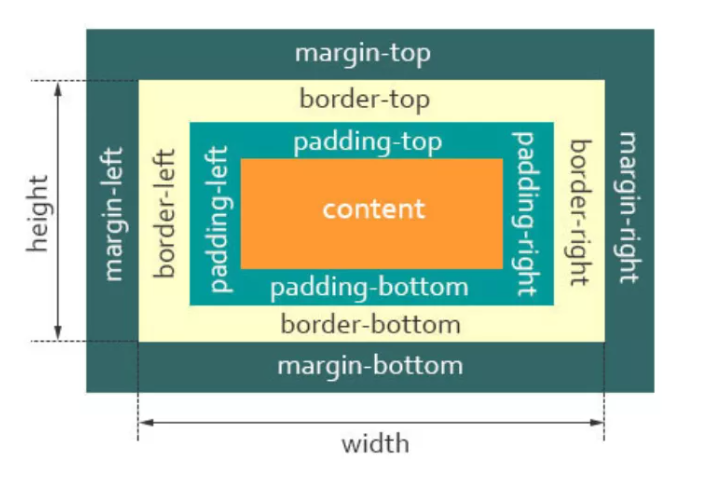 margin-top
border-top
padding-top
height
margin-left
border-left
padding-left
content
padding-right
border-right
margin-right
padding-bottom
border-bottom
margin-bottom
width